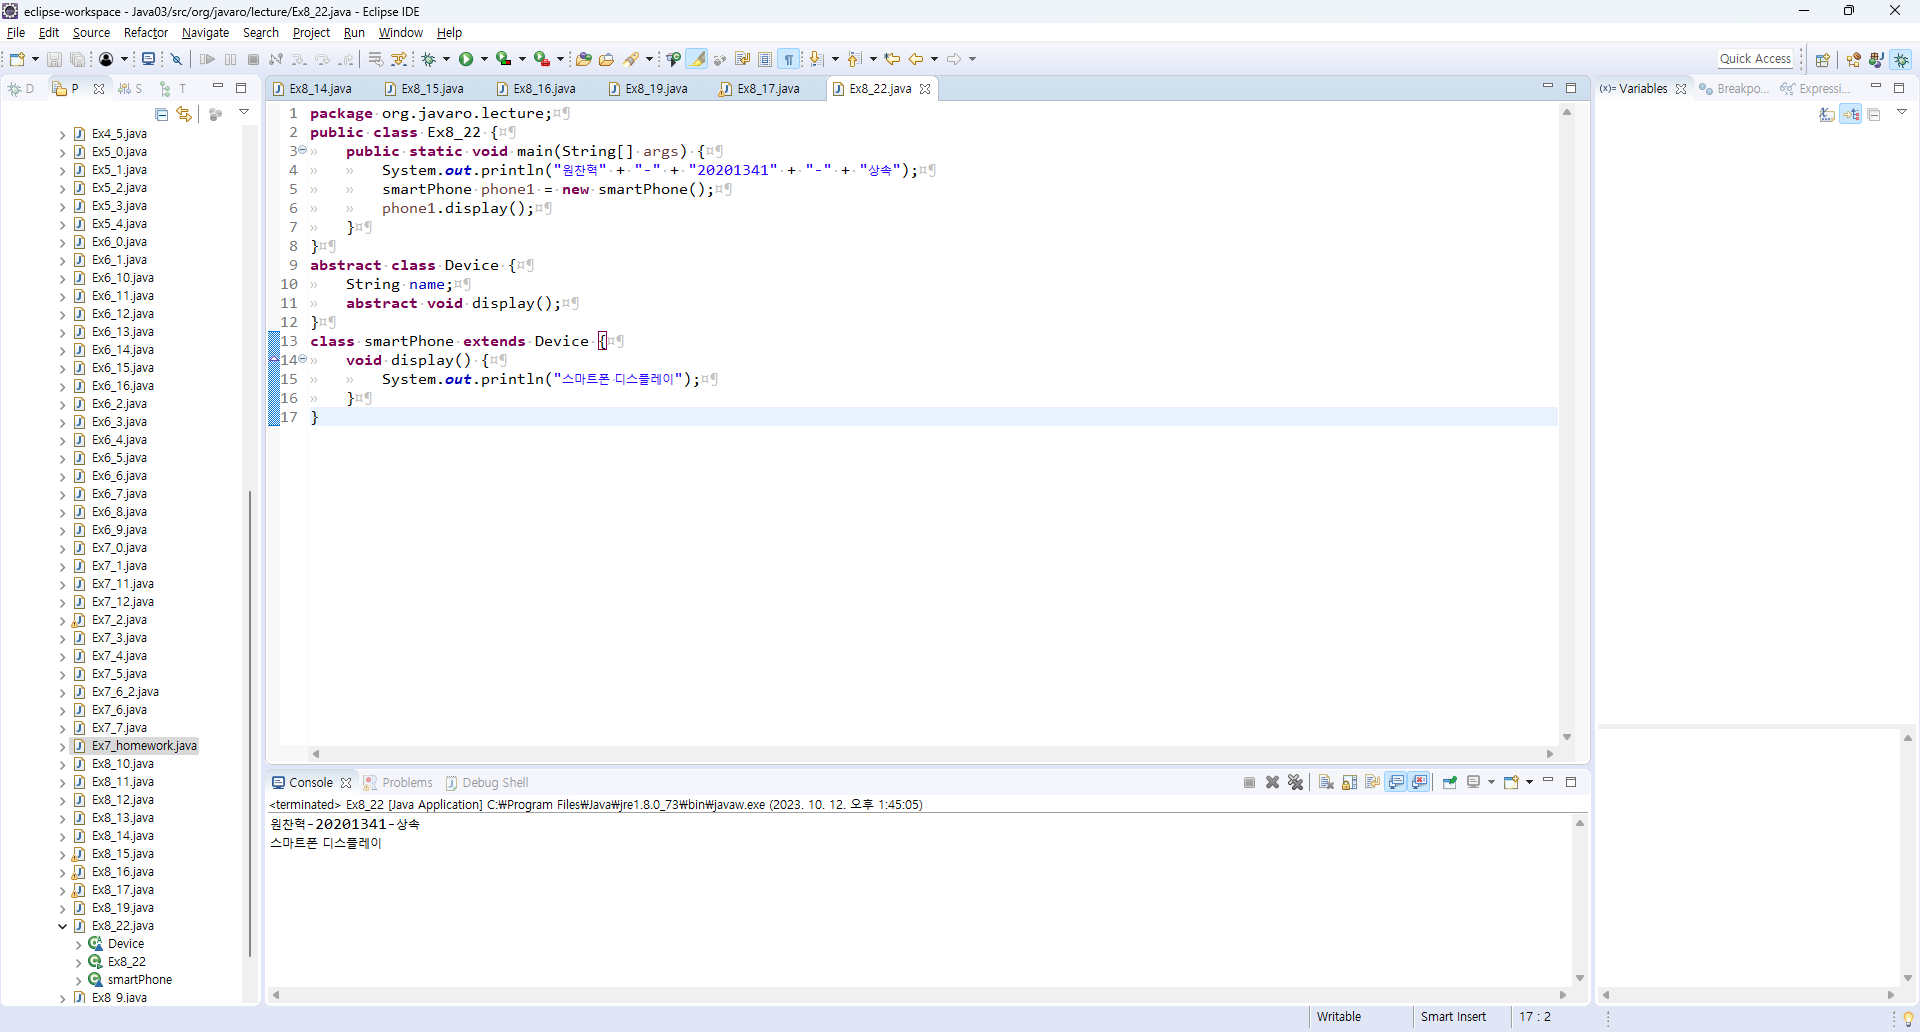 eclipse-workspace - Java03/src/org/javaro/lecture/Ex8_22.java - Eclipse IDE
File Edit Source Refactor Navigate Search Project Run Window Help
Quick Access
D P S T
Ex4_5.java
Ex5_0.java
Ex5_1.java
Ex5_2.java
Ex5_3.java
Ex5_4.java
Ex6_0.java
Ex6_1.java
Ex6_10.java
Ex6_11.java
Ex6_12.java
Ex6_13.java
Ex6_14.java
Ex6_15.java
Ex6_16.java
Ex6_2.java
Ex6_3.java
Ex6_4.java
Ex6_5.java
Ex6_6.java
Ex6_7.java
Ex6_8.java
Ex6_9.java
Ex7_0.java
Ex7_1.java
Ex7_11.java
Ex7_12.java
Ex7_2.java
Ex7_3.java
Ex7_4.java
Ex7_5.java
Ex7_6_2.java
Ex7_6.java
Ex7_7.java
Ex7_homework.java
Ex8_10.java
Ex8_11.java
Ex8_12.java
Ex8_13.java
Ex8_14.java
Ex8_15.java
Ex8_16.java
Ex8_17.java
Ex8_19.java
Ex8_22.java
Device
Ex8_22
smartPhone
Ex8_9.java
Ex8_14.java Ex8_15.java Ex8_16.java Ex8_19.java Ex8_17.java Ex8_22.java
1 package org.javaro.lecture;
2 public class Ex8_22 {
3 public static void main(String[] args) {
4 System.out.println("원찬혁" + "-" + "20201341" + "-" + "상속");
5 smartPhone phone1 = new smartPhone();
6 phone1.display();
7 }
8 }
9 abstract class Device {
10 String name;
11 abstract void display();
12 }
13 class smartPhone extends Device {
14 void display() {
15 System.out.println("스마트폰 디스플레이");
16 }
17 }
(x)= Variables Breakpo... Expressi...
Console Problems Debug Shell
<terminated> Ex8_22 [Java Application] C:₩Program Files₩Java₩jre1.8.0_73₩bin₩javaw.exe (2023. 10. 12. 오후 1:45:05)
원찬혁-20201341-상속
스마트폰 디스플레이
Writable Smart Insert 17 : 2